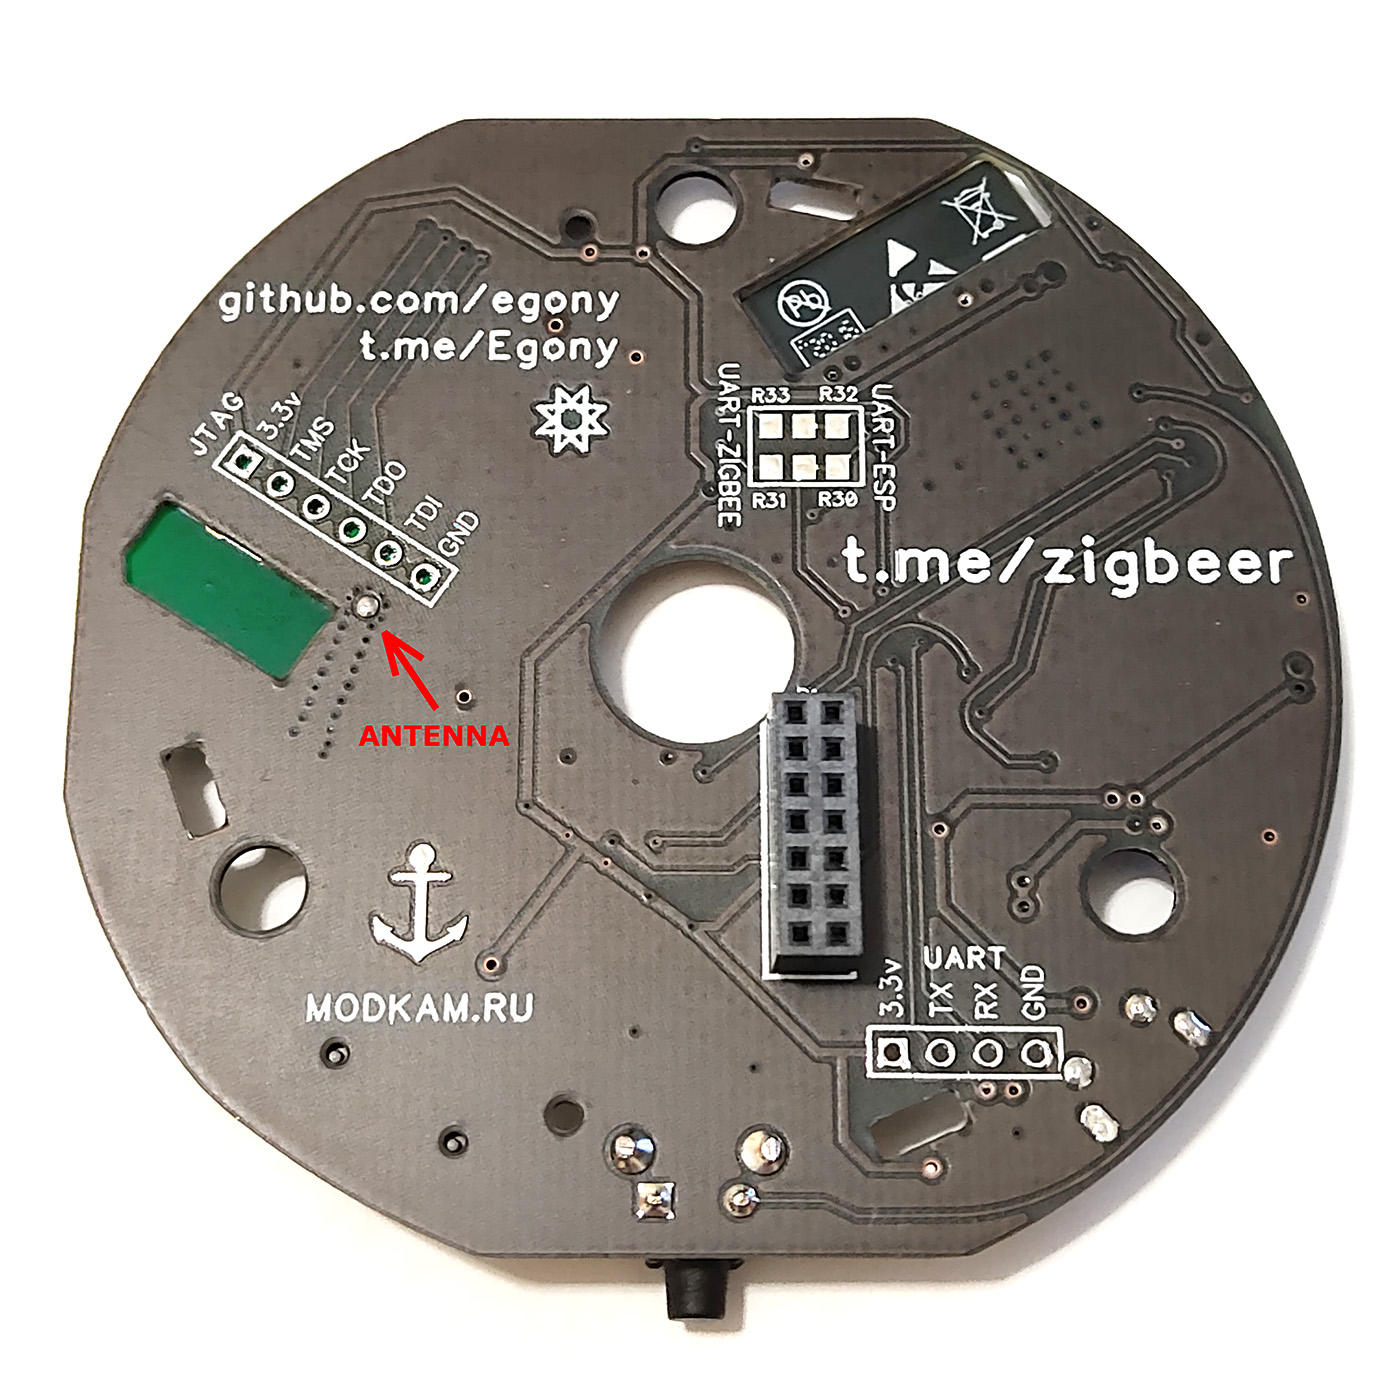 github.com/egony
t.me/Egony
JTAG
3.3v
TMS
TCK
TDO
TDI
GND
Pb
UART-ZIGBEE
R33
R32
UART-ESP
R31
R30
t.me/zigbeer
ANTENNA
MODKAM.RU
UART
3.3v
TX
RX
GND